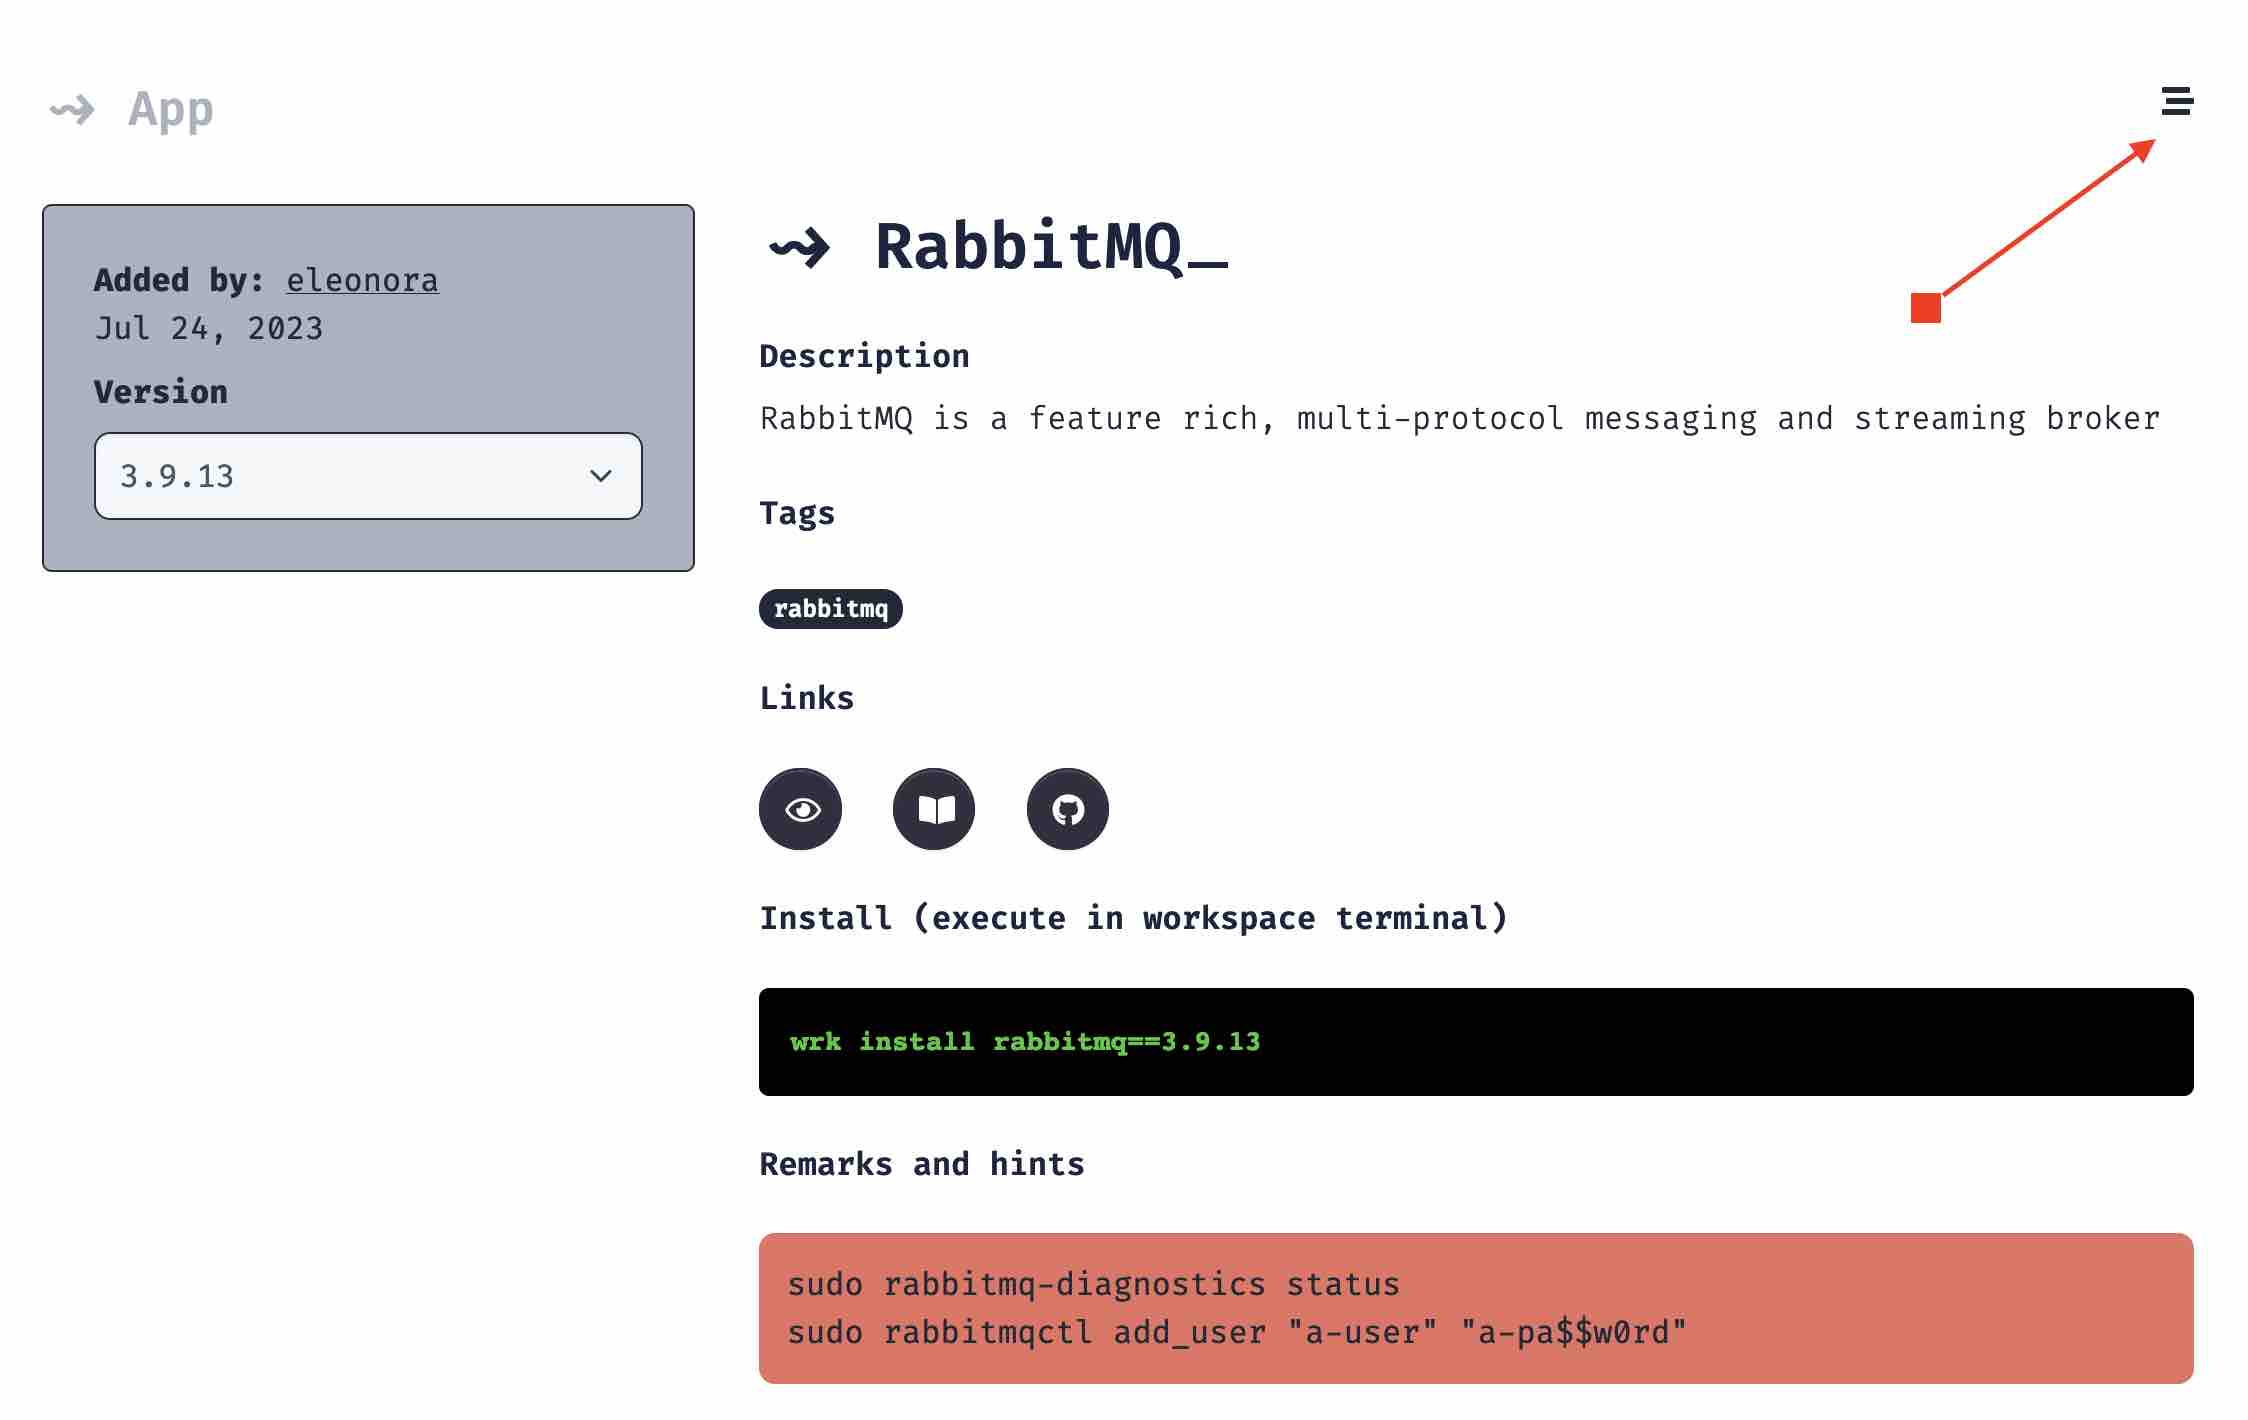 App
Added by: eleonora
Jul 24, 2023
Version
3.9.13
RabbitMQ_
Description
RabbitMQ is a feature rich, multi-protocol messaging and streaming broker
Tags
rabbitmq
Links
Install (execute in workspace terminal)
wrk install rabbitmq==3.9.13
Remarks and hints
sudo rabbitmq-diagnostics status
sudo rabbitmqctl add_user "a-user" "a-pa$$w0rd"